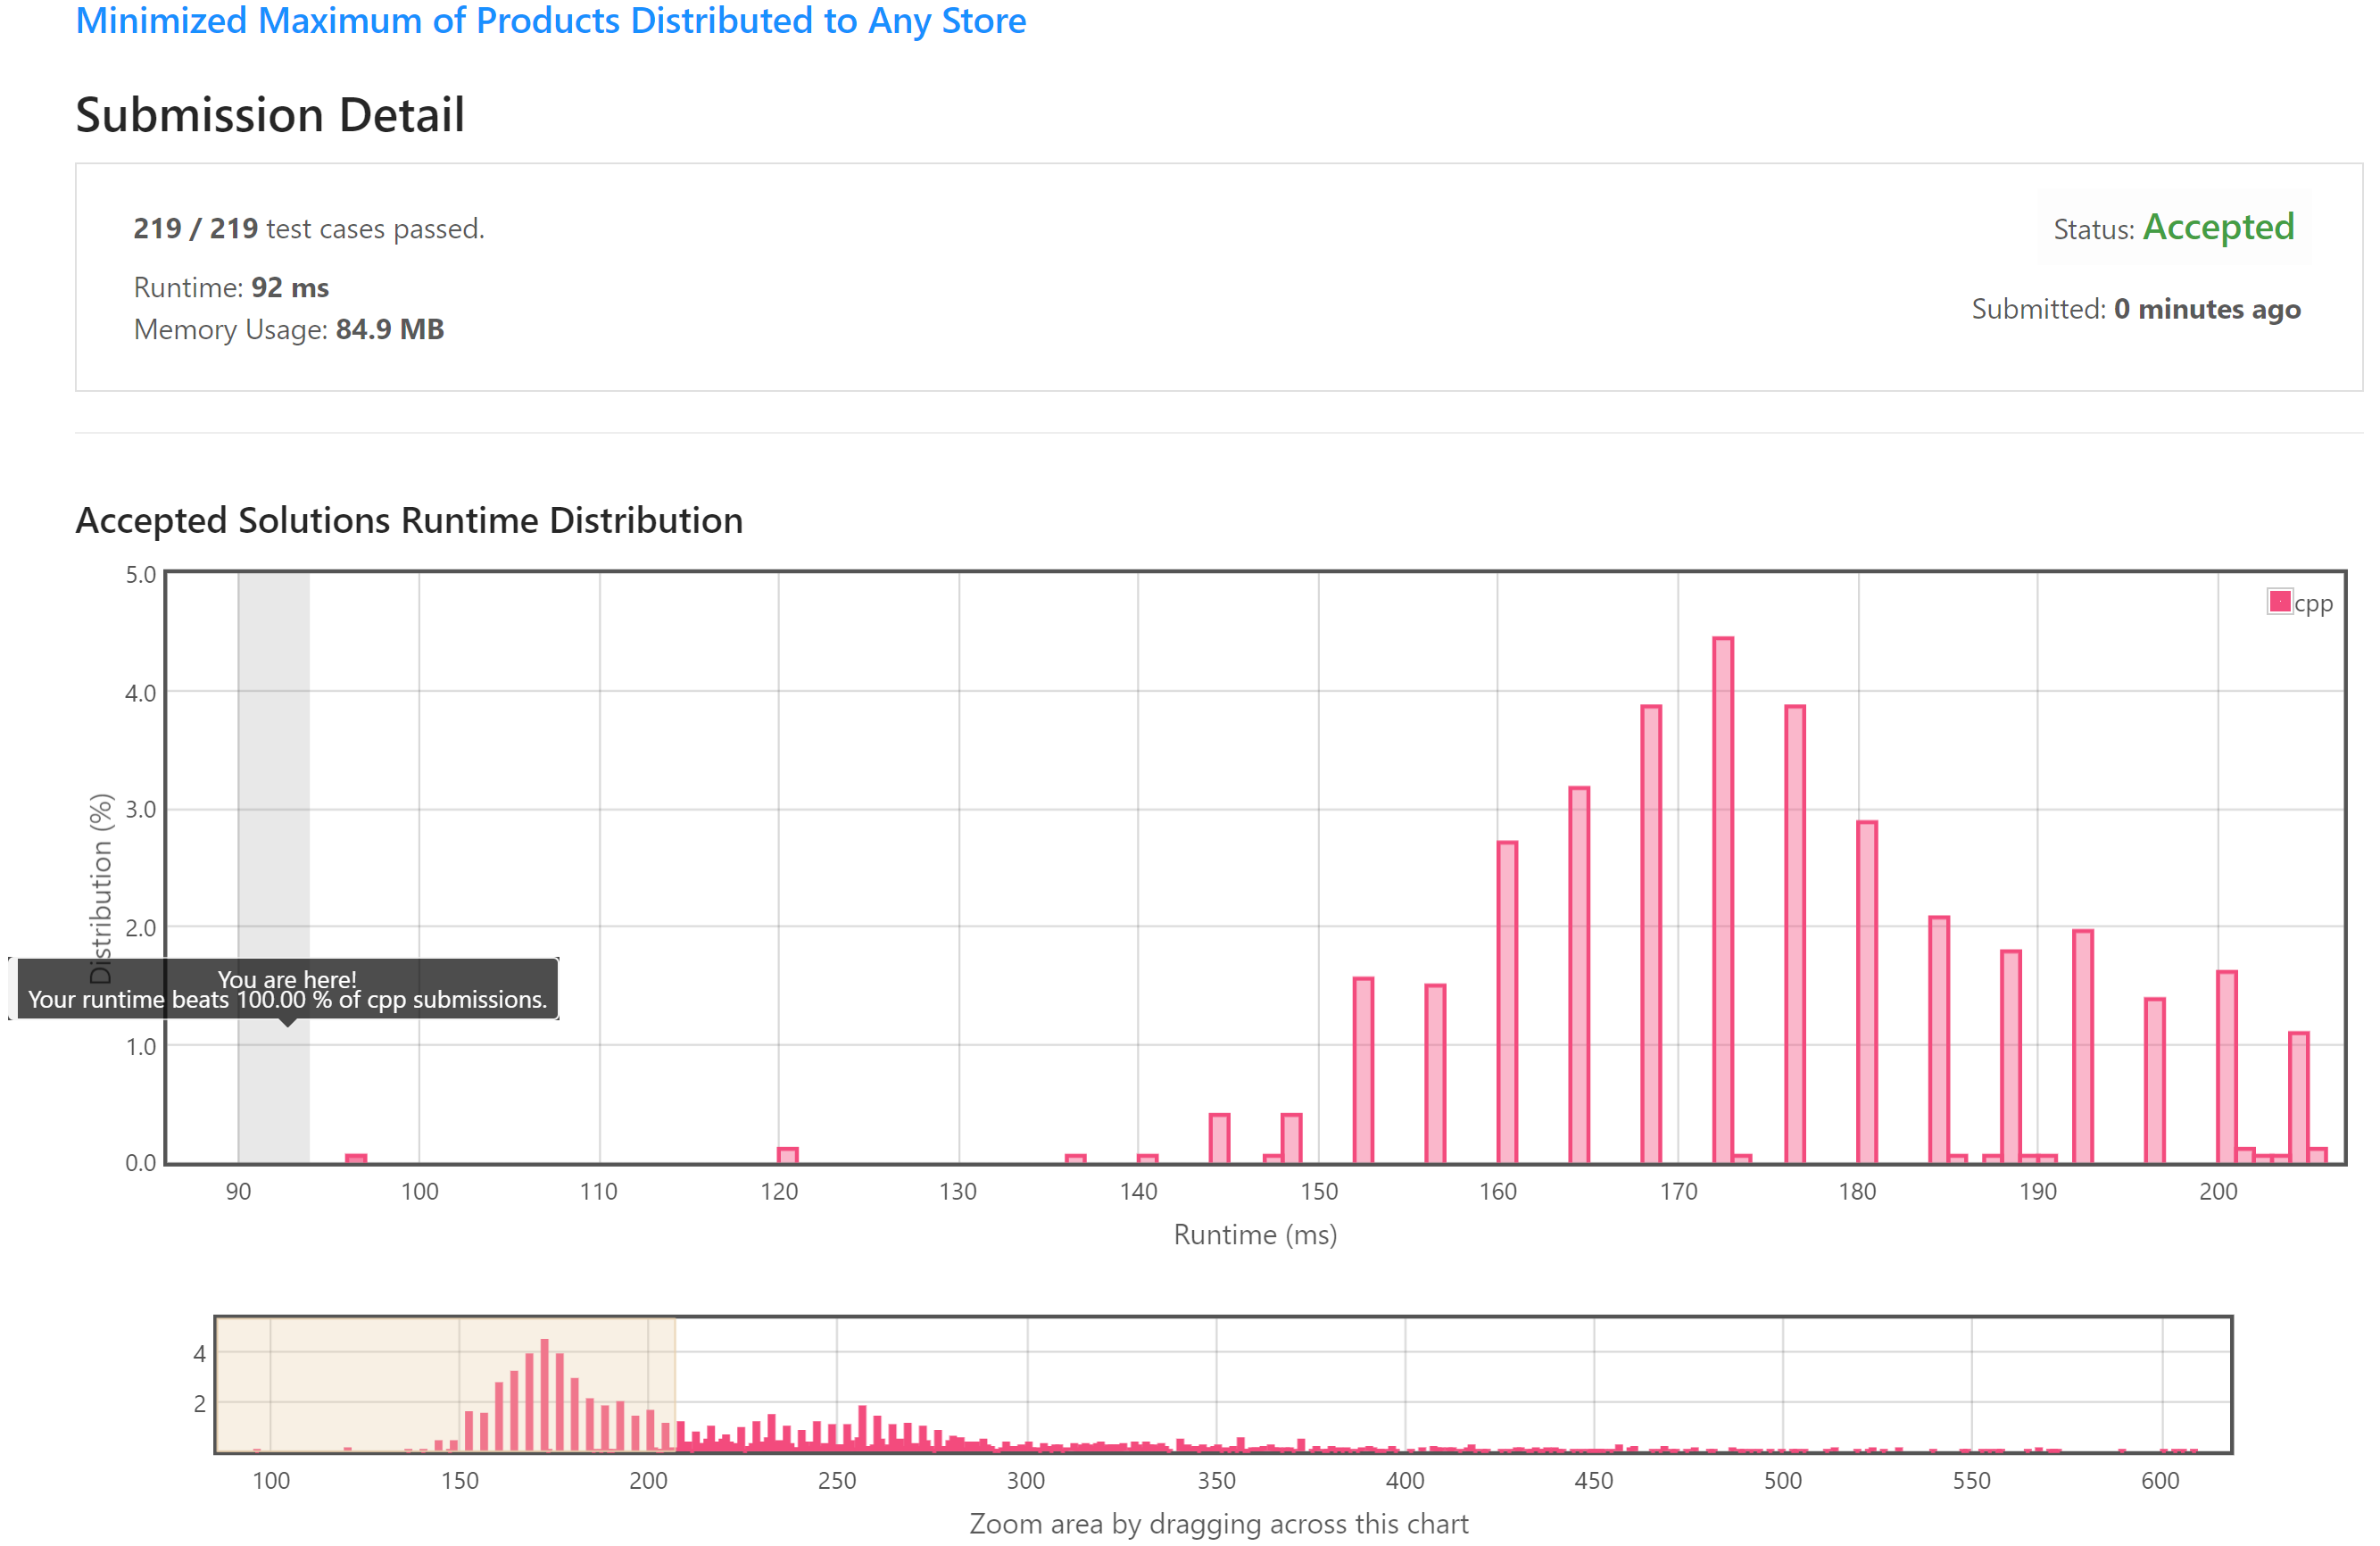 Minimized Maximum of Products Distributed to Any Store
Submission Detail
219 / 219 test cases passed.
Status: Accepted
Runtime: 92 ms
Submitted: 0 minutes ago
Memory Usage: 84.9 MB
Accepted Solutions Runtime Distribution
5.0
cpp
4.0
3.0
Distribution (%)
2.0
You are here!
Your runtime beats 100.00 % of cpp submissions.
1.0
0.0
90 100 110 120 130 140 150 160 170 180 190 200
Runtime (ms)
4
2
100 150 200 250 300 350 400 450 500 550 600
Zoom area by dragging across this chart